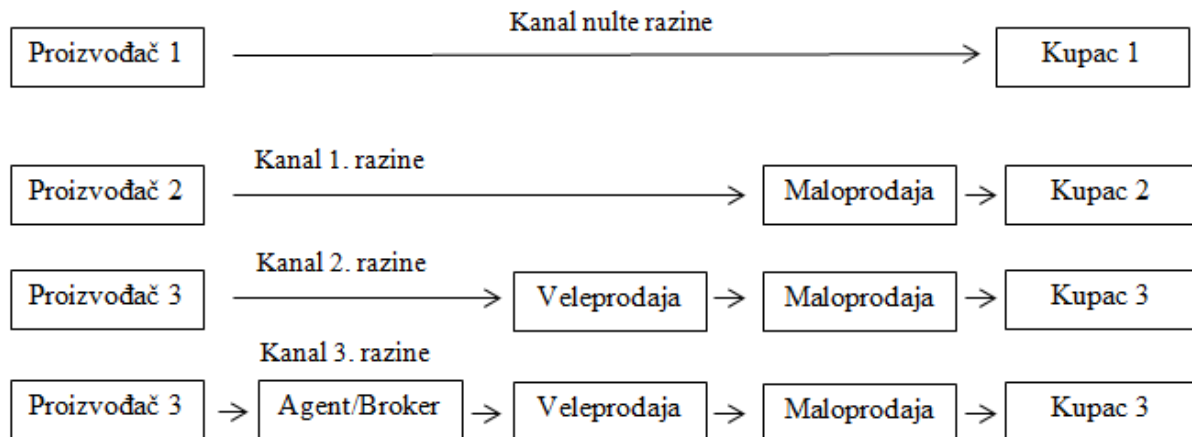 Kanal nulte razine
Proizvođač 1 Kupac 1
Kanal 1. razine
Proizvođač 2 Maloprodaja Kupac 2
Kanal 2. razine
Proizvođač 3 Veleprodaja Maloprodaja Kupac 3
Kanal 3. razine
Proizvođač 3 Agent/Broker Veleprodaja Maloprodaja Kupac 3